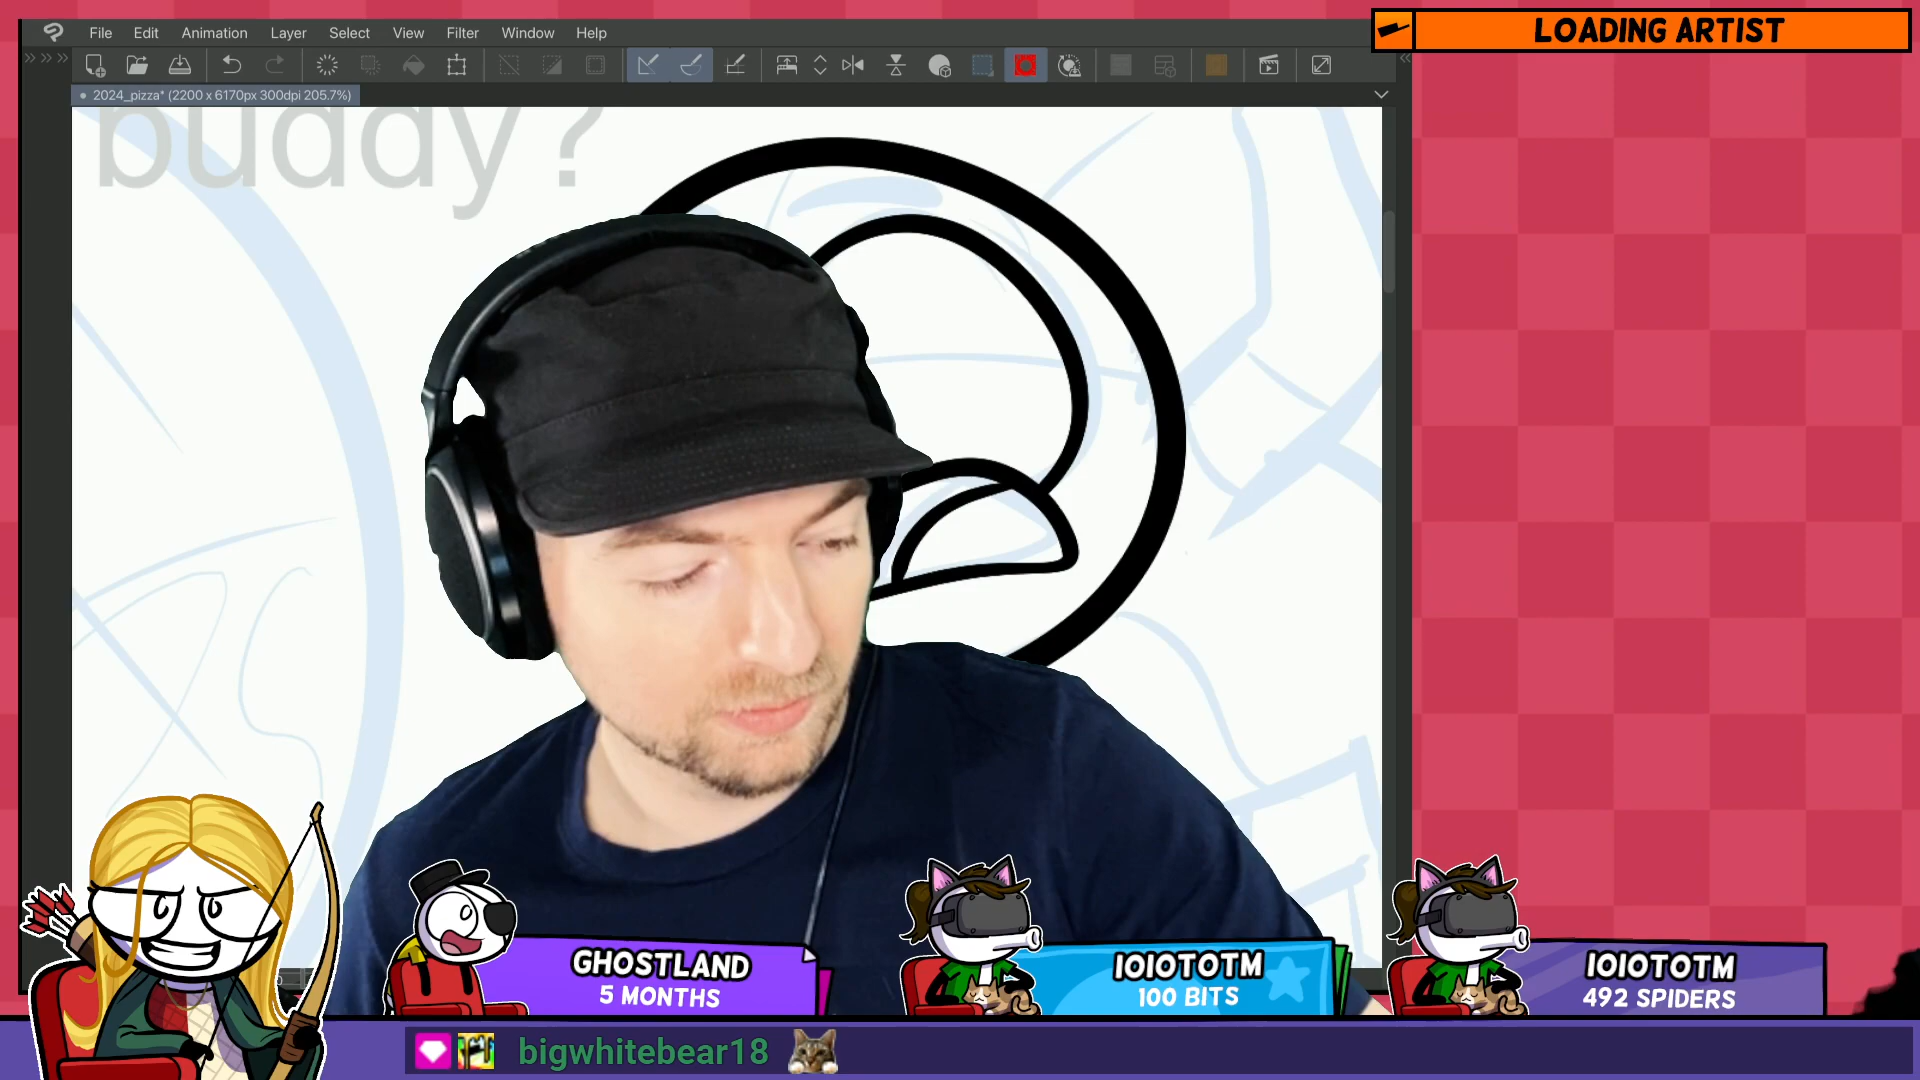 File Edit Animation Layer Select View Filter Window Help
LOADING ARTIST
2024_pizza* (2200 x 6170px 300dpi 205.7%)
buddy?
GHOSTLAND
5 MONTHS
IOIOTOTM
100 BITS
IOIOTOTM
492 SPIDERS
bigwhitebear18